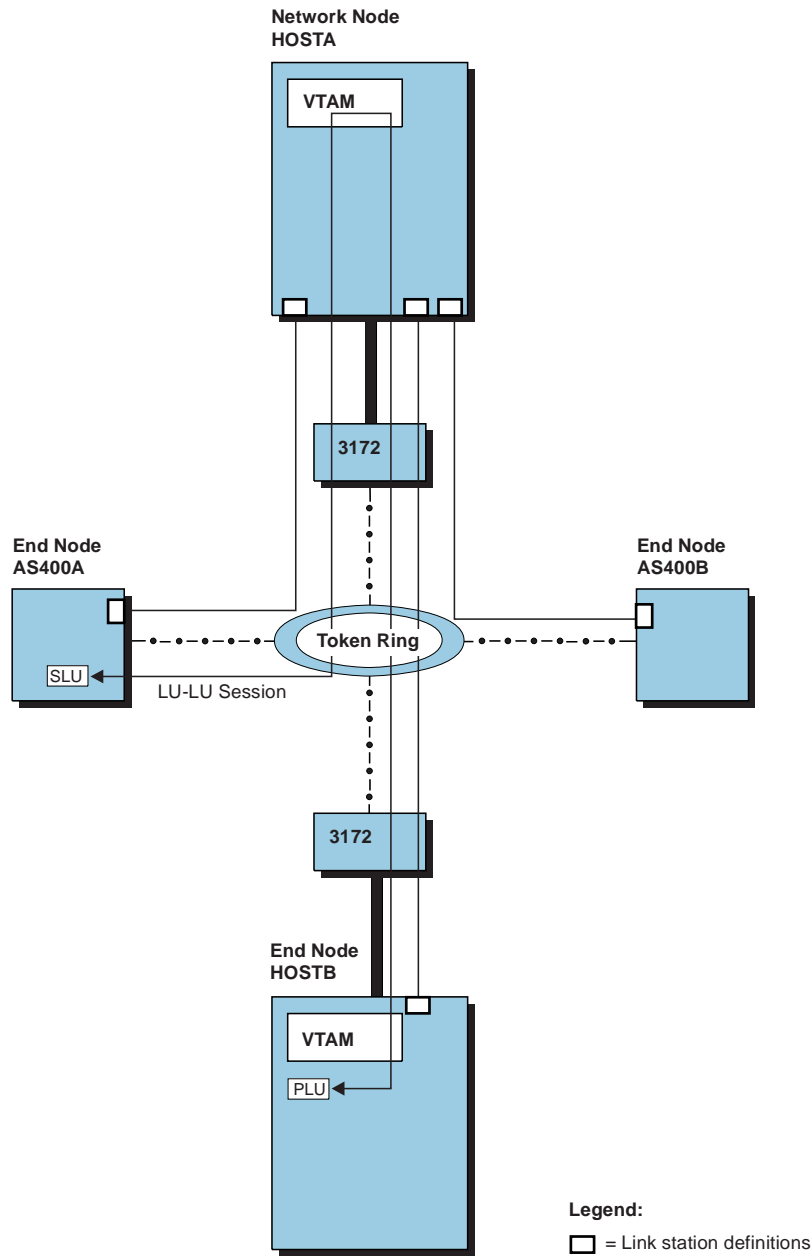 Network Node
HOSTA
VTAM
3172
End Node
AS400A
End Node
AS400B
Token Ring
SLU
LU-LU Session
3172
End Node
HOSTB
VTAM
PLU
Legend:
= Link station definitions